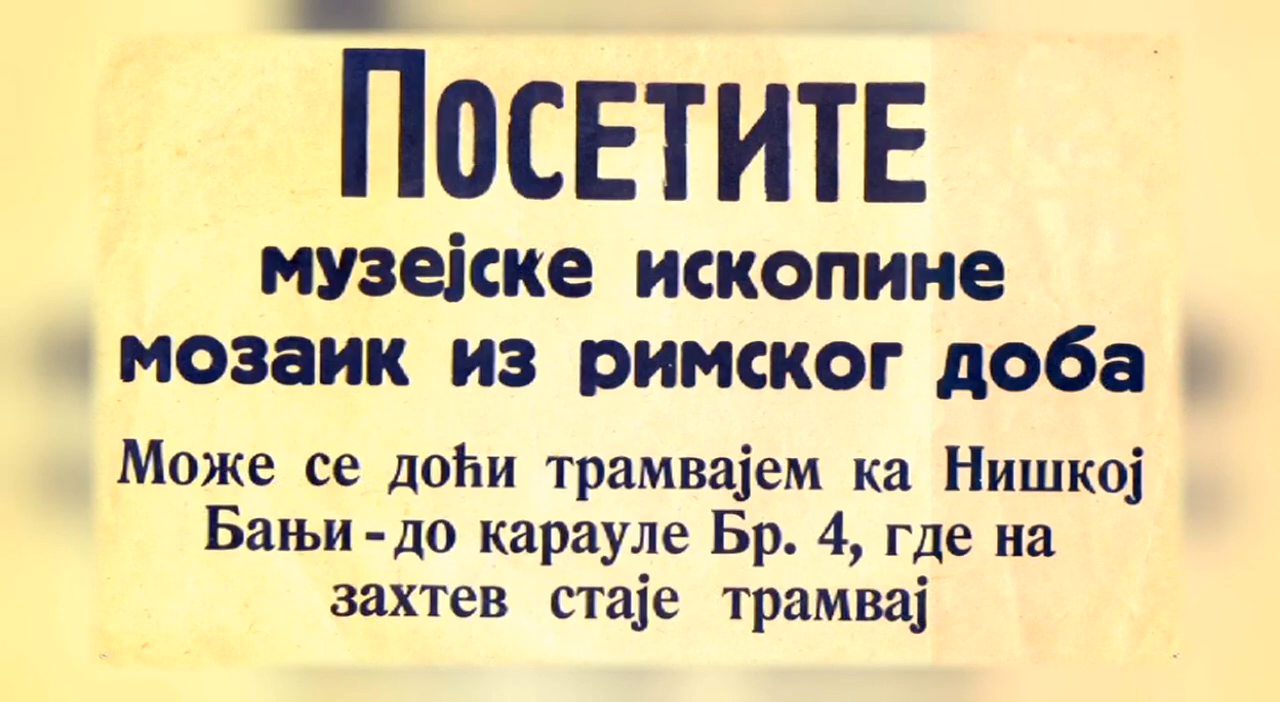 Посетите
музејске ископине
мозаик из римског доба
Може се доћи трамвајем ка Нишкој
Бањи - до карауле Бр. 4, где на
захтев стаје трамвај